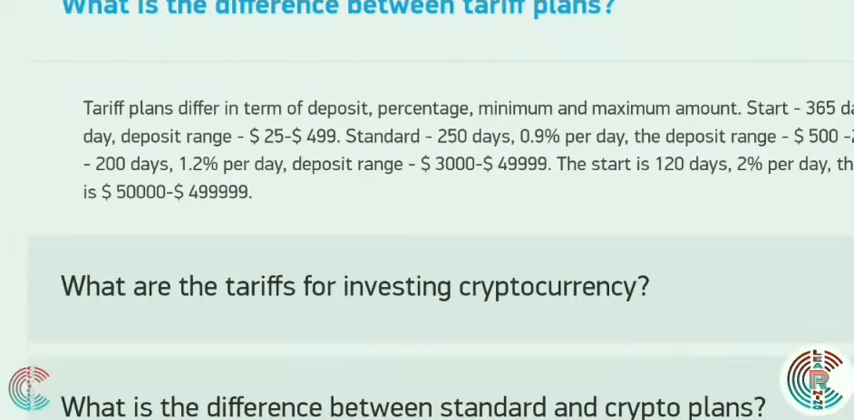 What is the difference between tariff plans?
Tariff plans differ in term of deposit, percentage, minimum and maximum amount. Start - 365 da
day, deposit range - $ 25-$ 499. Standard - 250 days, 0.9% per day, the deposit range - $ 500 -
- 200 days, 1.2% per day, deposit range - $ 3000-$ 49999. The start is 120 days, 2% per day, th
is $ 50000-$ 499999.
What are the tariffs for investing cryptocurrency?
What is the difference between standard and crypto plans?